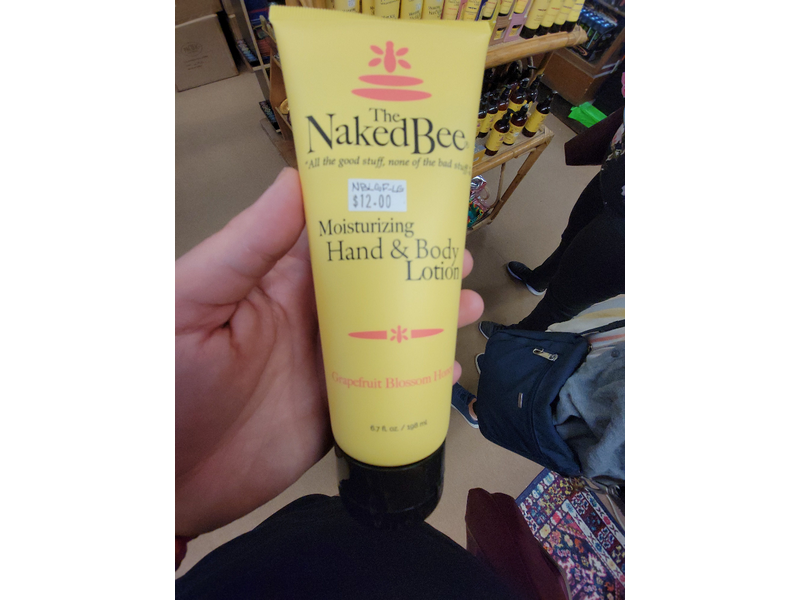 The
NakedBee®
"All the good stuff, none of the bad stuff.
NBLGF-LG
$12.00
Moisturizing
Hand & Body
Lotion
Grapefruit Blossom Honey
6.7 fl. oz. / 198 ml